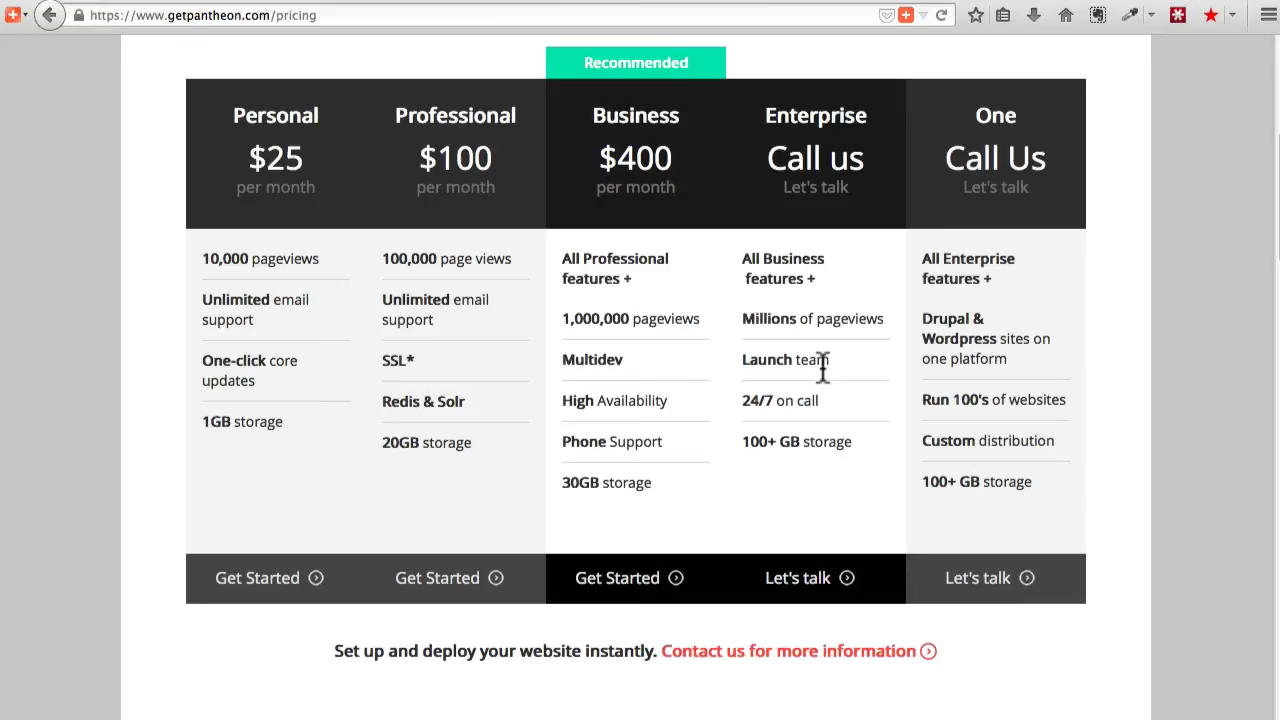 https://www.getpantheon.com/pricing
Recommended
Personal
$25
per month
10,000 pageviews
Unlimited email
support
One-click core
updates
1GB storage
Get Started
Professional
$100
per month
100,000 page views
Unlimited email
support
SSL*
Redis & Solr
20GB storage
Get Started
Business
$400
per month
All Professional
features +
1,000,000 pageviews
Multidev
High Availability
Phone Support
30GB storage
Get Started
Enterprise
Call us
Let's talk
All Business
features +
Millions of pageviews
Launch team
24/7 on call
100+ GB storage
Let's talk
One
Call Us
Let's talk
All Enterprise
features +
Drupal &
Wordpress sites on
one platform
Run 100's of websites
Custom distribution
100+ GB storage
Let's talk
Set up and deploy your website instantly. Contact us for more information